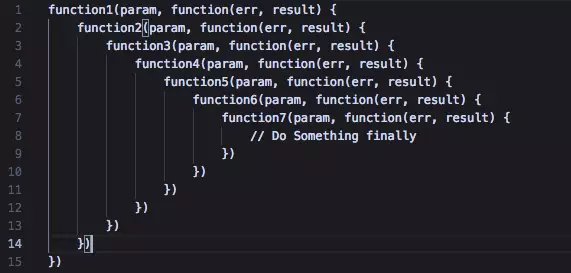 1 function1(param, function(err, result) {
2     function2(param, function(err, result) {
3         function3(param, function(err, result) {
4             function4(param, function(err, result) {
5                 function5(param, function(err, result) {
6                     function6(param, function(err, result) {
7                         function7(param, function(err, result) {
8                             // Do Something finally
9                         })
10                     })
11                 })
12             })
13         })
14     })
15 })